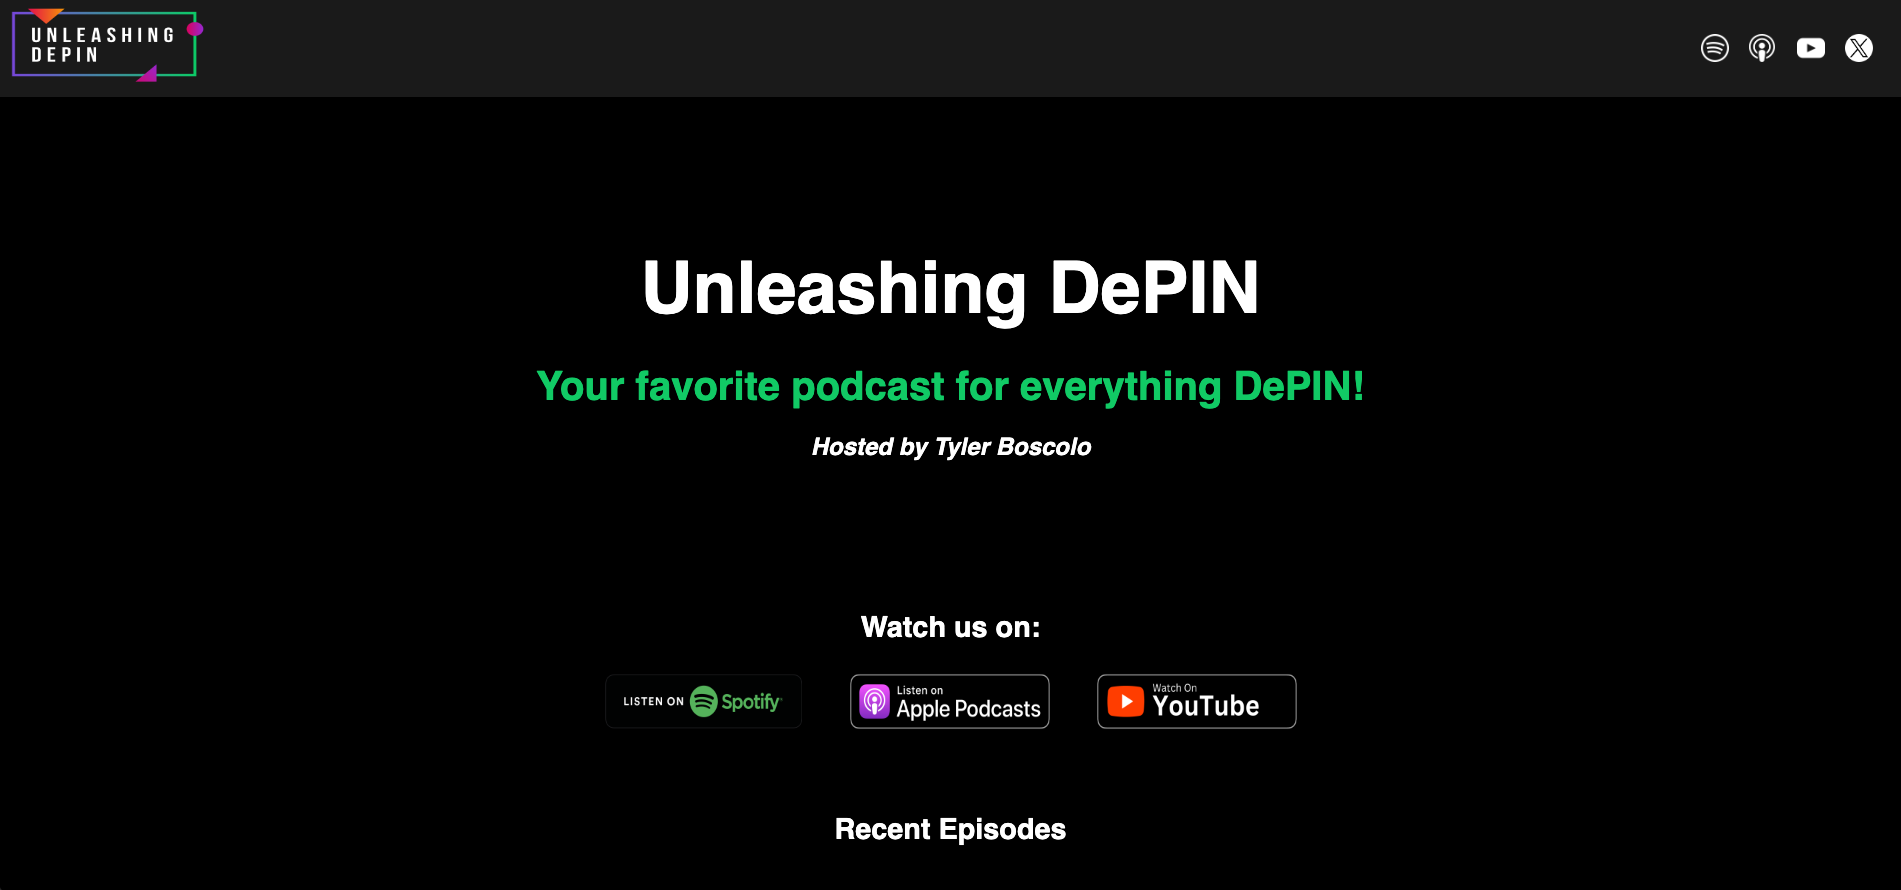 UNLEASHING
DEPIN
Unleashing DePIN
Your favorite podcast for everything DePIN!
Hosted by Tyler Boscolo
Watch us on:
LISTEN ON Spotify
Listen on
Apple Podcasts
Watch On
YouTube
Recent Episodes